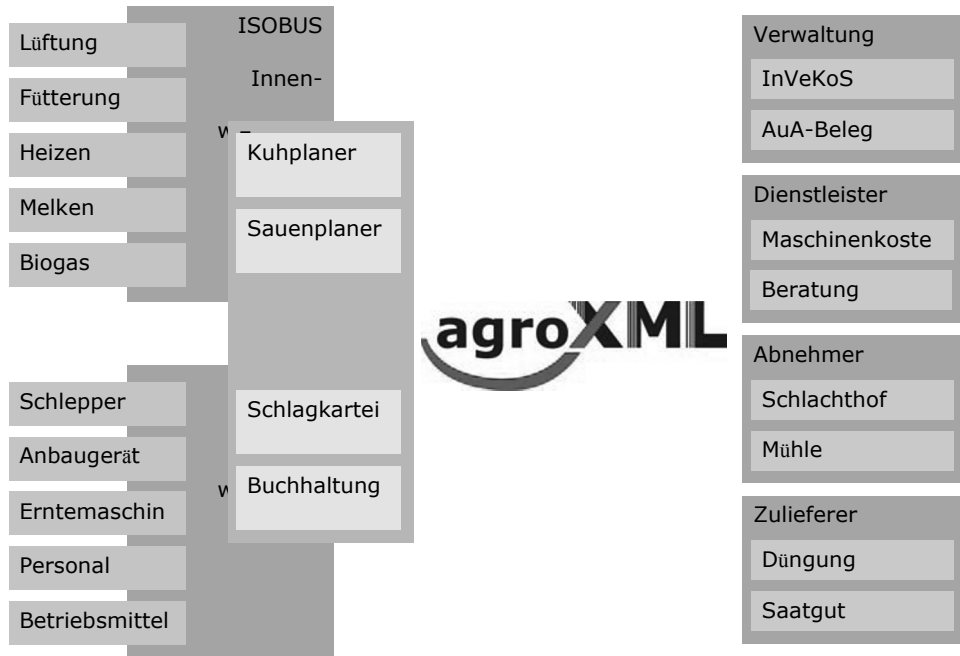 ISOBUS
Innen-
Lüftung
Fütterung
Heizen
Melken
Biogas
Kuhplaner
Sauenplaner
Schlagkartei
Buchhaltung
Schlepper
Anbaugerät
Erntemaschin
Personal
Betriebsmittel
agroXML
Verwaltung
InVeKoS
AuA-Beleg
Dienstleister
Maschinenkoste
Beratung
Abnehmer
Schlachthof
Mühle
Zulieferer
Düngung
Saatgut